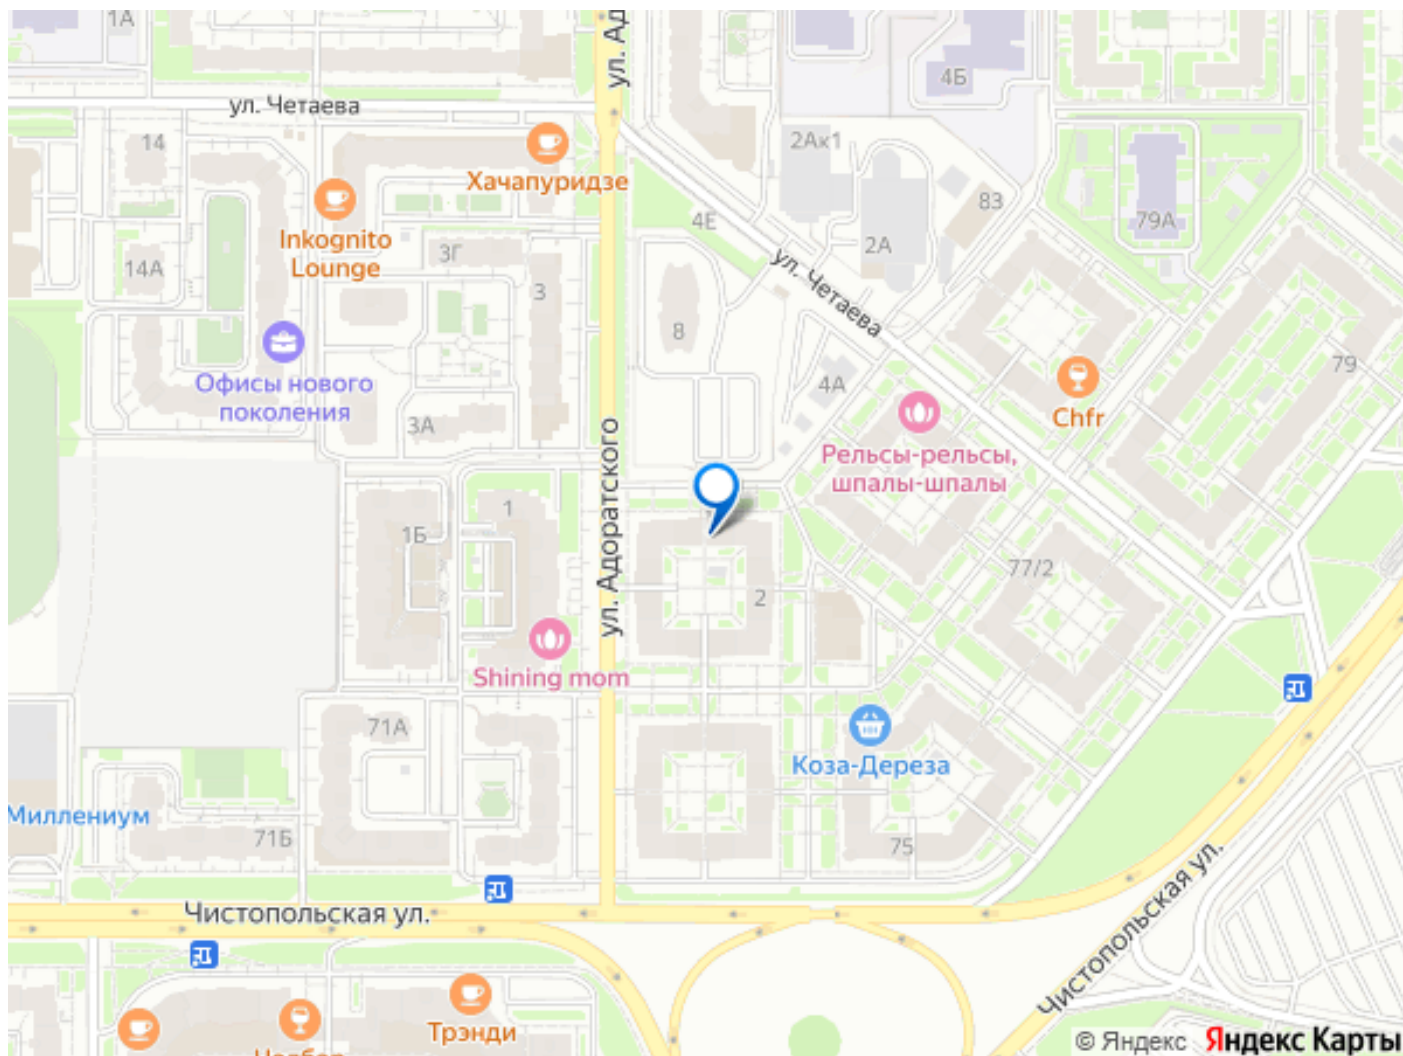 1А
ул. Ад
4Б
ул. Четаева
14
2Ак1
Хачапуридзе
83
4Е
79А
Inkognito
Lounge
3Г
2А
14А
ул. Четаева
3
8
79
Офисы нового
поколения
4А
Chfr
3А
ул. Адоратского
Рельсы-рельсы,
шпалы-шпалы
1
1Б
77/2
2
Shining mom
71А
Коза-Дереза
Миллениум
71Б
75
Чистопольская ул.
Чистопольская ул.
Трэнди
© Яндекс Яндекс Карты